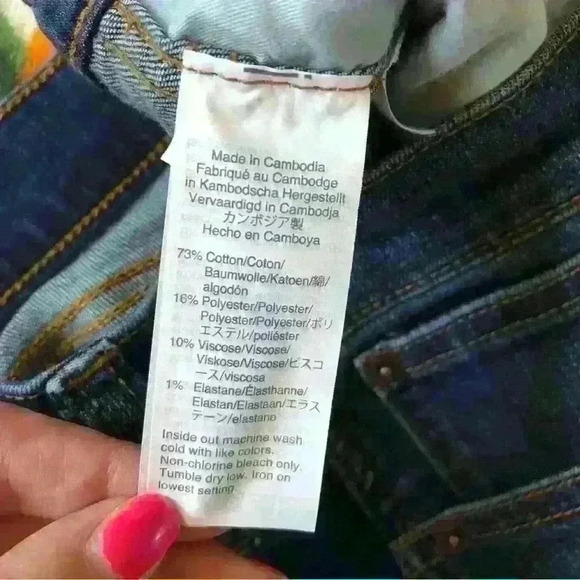 Made in Cambodia
Fabriqué au Cambodge
in Kambodscha Hergestellt
Vervaardigd in Cambodja
カンボジア製
Hecho en Camboya
73% Cotton/Coton/
Baumwolle/Katoen/綿/
algodón
16% Polyester/Polyester/
Polyester/Polyester/ポリ
エステル/poliéster
10% Viscose/Viscose/
Viskose/Viscose/ビスコ
ース/viscosa
1% Elastane/Élasthanne/
Elastan/Elastaan/エラス
テーン/elastano
Inside out machine wash
cold with like colors.
Non-chlorine bleach only.
Tumble dry low. Iron on
lowest setting